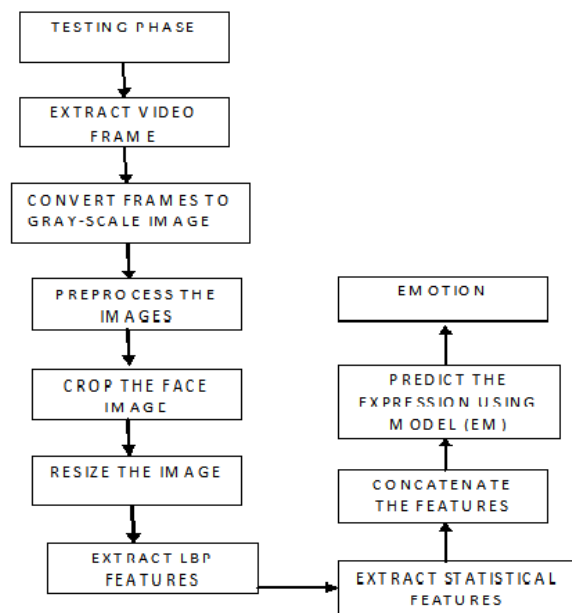 TESTING PHASE
EXTRACT VIDEO
FRAME
CONVERT FRAMES TO
GRAY-SCALE IMAGE
PREPROCESS THE
IMAGES
CROP THE FACE
IMAGE
RESIZE THE IMAGE
EXTRACT LBP
FEATURES
EXTRACT STATISTICAL
FEATURES
CONCATENATE
THE FEATURES
PREDICT THE
EXPRESSION USING
MODEL (EM)
EMOTION